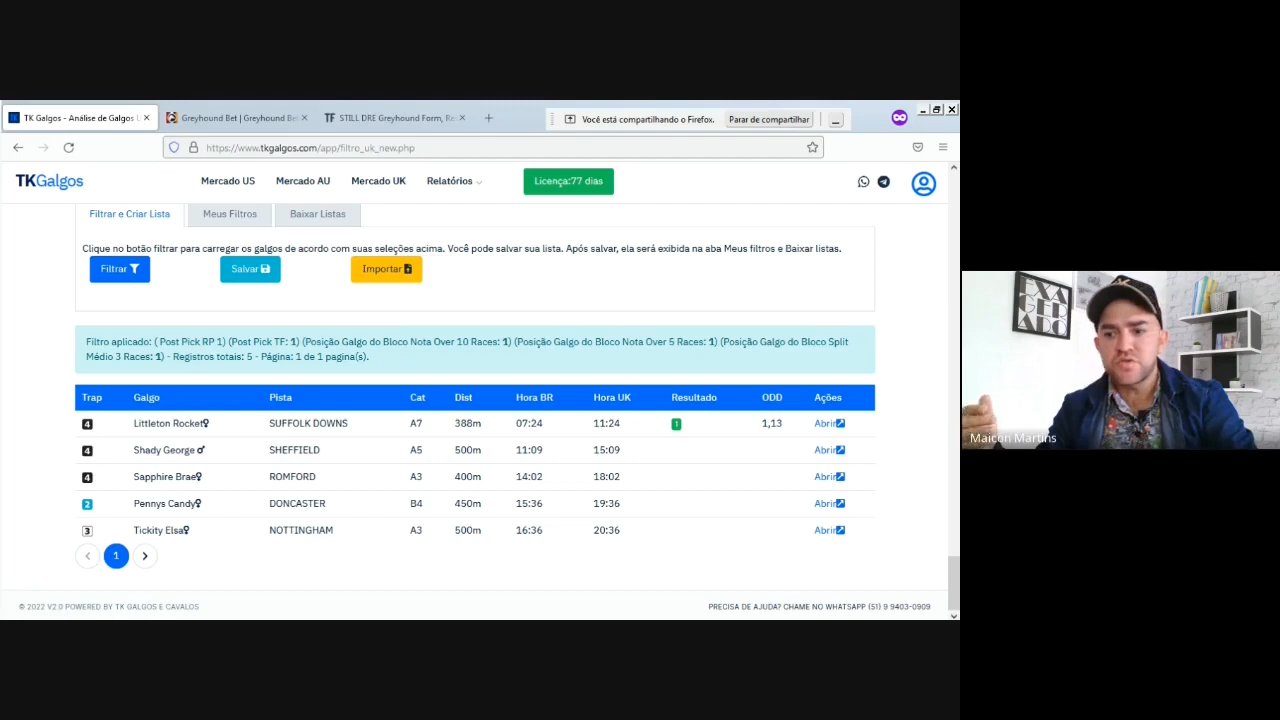 TK Galgos - Análise de Galgos U
Greyhound Bet | Greyhound Be
TF STILL DRE Greyhound Form, Re
Você está compartilhando o Firefox.
Parar de compartilhar
https://www.tkgalgos.com/app/filtro_uk_new.php
TKGalgos
Mercado US
Mercado AU
Mercado UK
Relatórios
Licença:77 dias
Filtrar e Criar Lista
Meus Filtros
Baixar Listas
Clique no botão filtrar para carregar os galgos de acordo com suas seleções acima. Você pode salvar sua lista. Após salvar, ela será exibida na aba Meus filtros e Baixar listas.
Filtrar
Salvar
Importar
Filtro aplicado: ( Post Pick RP 1) (Post Pick TF: 1) (Posição Galgo do Bloco Nota Over 10 Races: 1) (Posição Galgo do Bloco Nota Over 5 Races: 1) (Posição Galgo do Bloco Split
Médio 3 Races: 1) - Registros totais: 5 - Página: 1 de 1 pagina(s).
Trap Galgo Pista Cat Dist Hora BR Hora UK Resultado ODD Ações
4 Littleton Rocket♀ SUFFOLK DOWNS A7 388m 07:24 11:24 1 1,13 Abrir
4 Shady George♂ SHEFFIELD A5 500m 11:09 15:09 Abrir
4 Sapphire Brae♀ ROMFORD A3 400m 14:02 18:02 Abrir
2 Pennys Candy♀ DONCASTER B4 450m 15:36 19:36 Abrir
3 Tickity Elsa♀ NOTTINGHAM A3 500m 16:36 20:36 Abrir
1
© 2022 V2.0 POWERED BY TK GALGOS E CAVALOS
PRECISA DE AJUDA? CHAME NO WHATSAPP (51) 9 9403-0909
EXA
GER
ADO
Maicon Martins